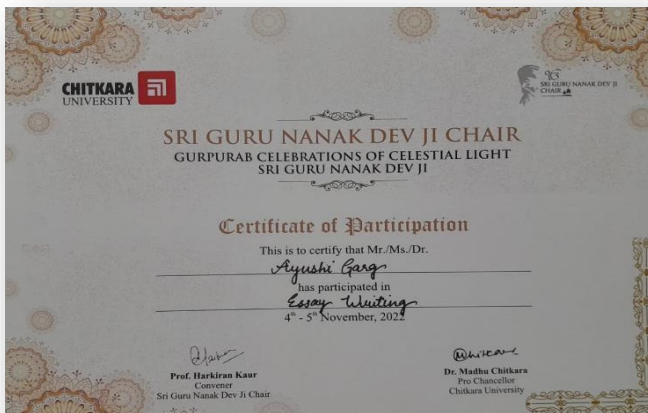 CHITKARA
UNIVERSITY
SRI GURU NANAK DEV JI
CHAIR
SRI GURU NANAK DEV JI CHAIR
GURPURAB CELEBRATIONS OF CELESTIAL LIGHT
SRI GURU NANAK DEV JI
Certificate of Participation
This is to certify that Mr./Ms./Dr.
Ayushi Garg
has participated in
Essay Writing
4th - 5th November, 2022
Prof. Harkiran Kaur
Convener
Sri Guru Nanak Dev Ji Chair
Dr. Madhu Chitkara
Pro Chancellor
Chitkara University